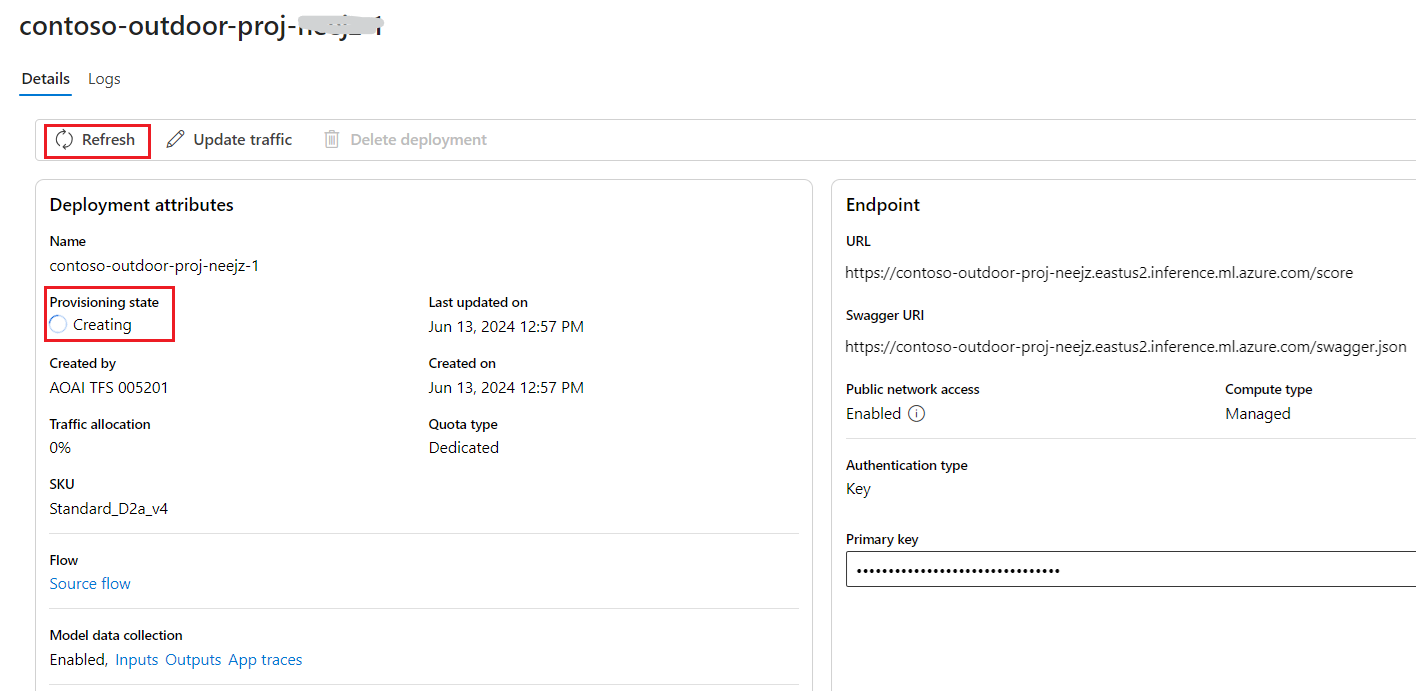 contoso-outdoor-proj-
Details Logs
Refresh Update traffic Delete deployment
Deployment attributes
Name
contoso-outdoor-proj-neejz-1
Provisioning state Last updated on
Creating Jun 13, 2024 12:57 PM
Created by Created on
AOAI TFS 005201 Jun 13, 2024 12:57 PM
Traffic allocation Quota type
0% Dedicated
SKU
Standard_D2a_v4
Flow
Source flow
Model data collection
Enabled, Inputs Outputs App traces
Endpoint
URL
https://contoso-outdoor-proj-neejz.eastus2.inference.ml.azure.com/score
Swagger URI
https://contoso-outdoor-proj-neejz.eastus2.inference.ml.azure.com/swagger.json
Public network access Compute type
Enabled Managed
Authentication type
Key
Primary key
••••••••••••••••••••••••••••••••